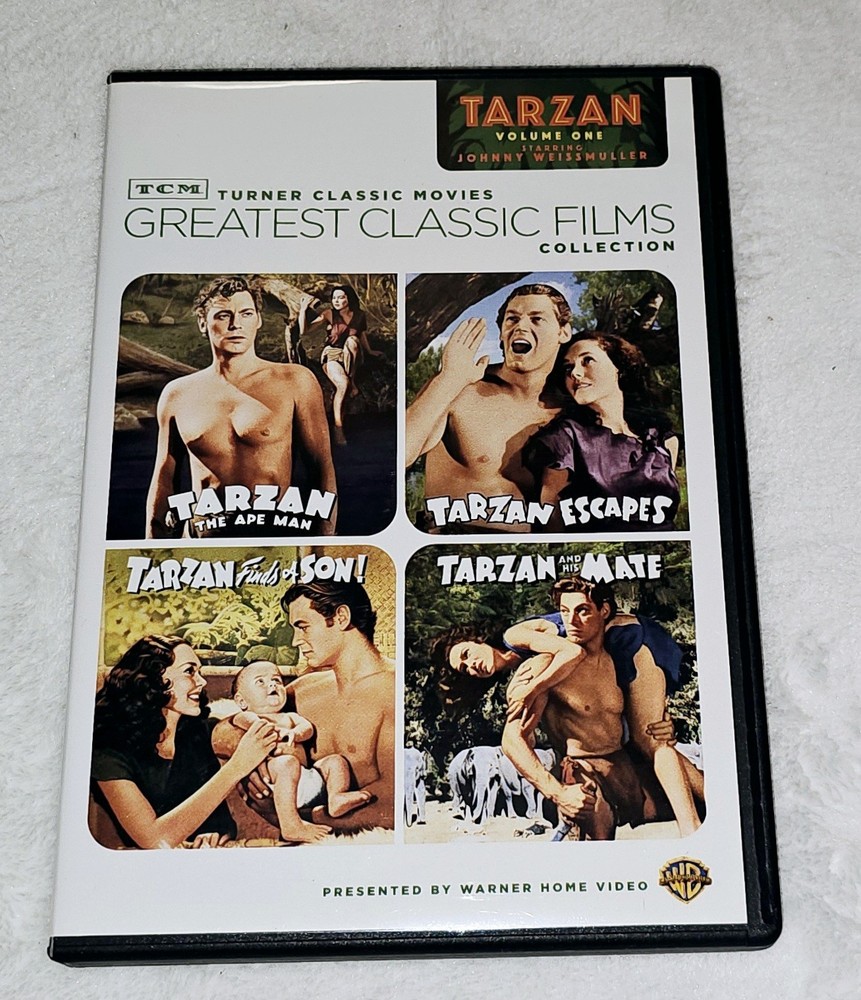 TARZAN
VOLUME ONE
STARRING
JOHNNY WEISSMULLER
TCM TURNER CLASSIC MOVIES
GREATEST CLASSIC FILMS
COLLECTION
TARZAN
THE APE MAN
TARZAN ESCAPES
TARZAN Finds A SON!
TARZAN AND HIS MATE
PRESENTED BY WARNER HOME VIDEO
WB